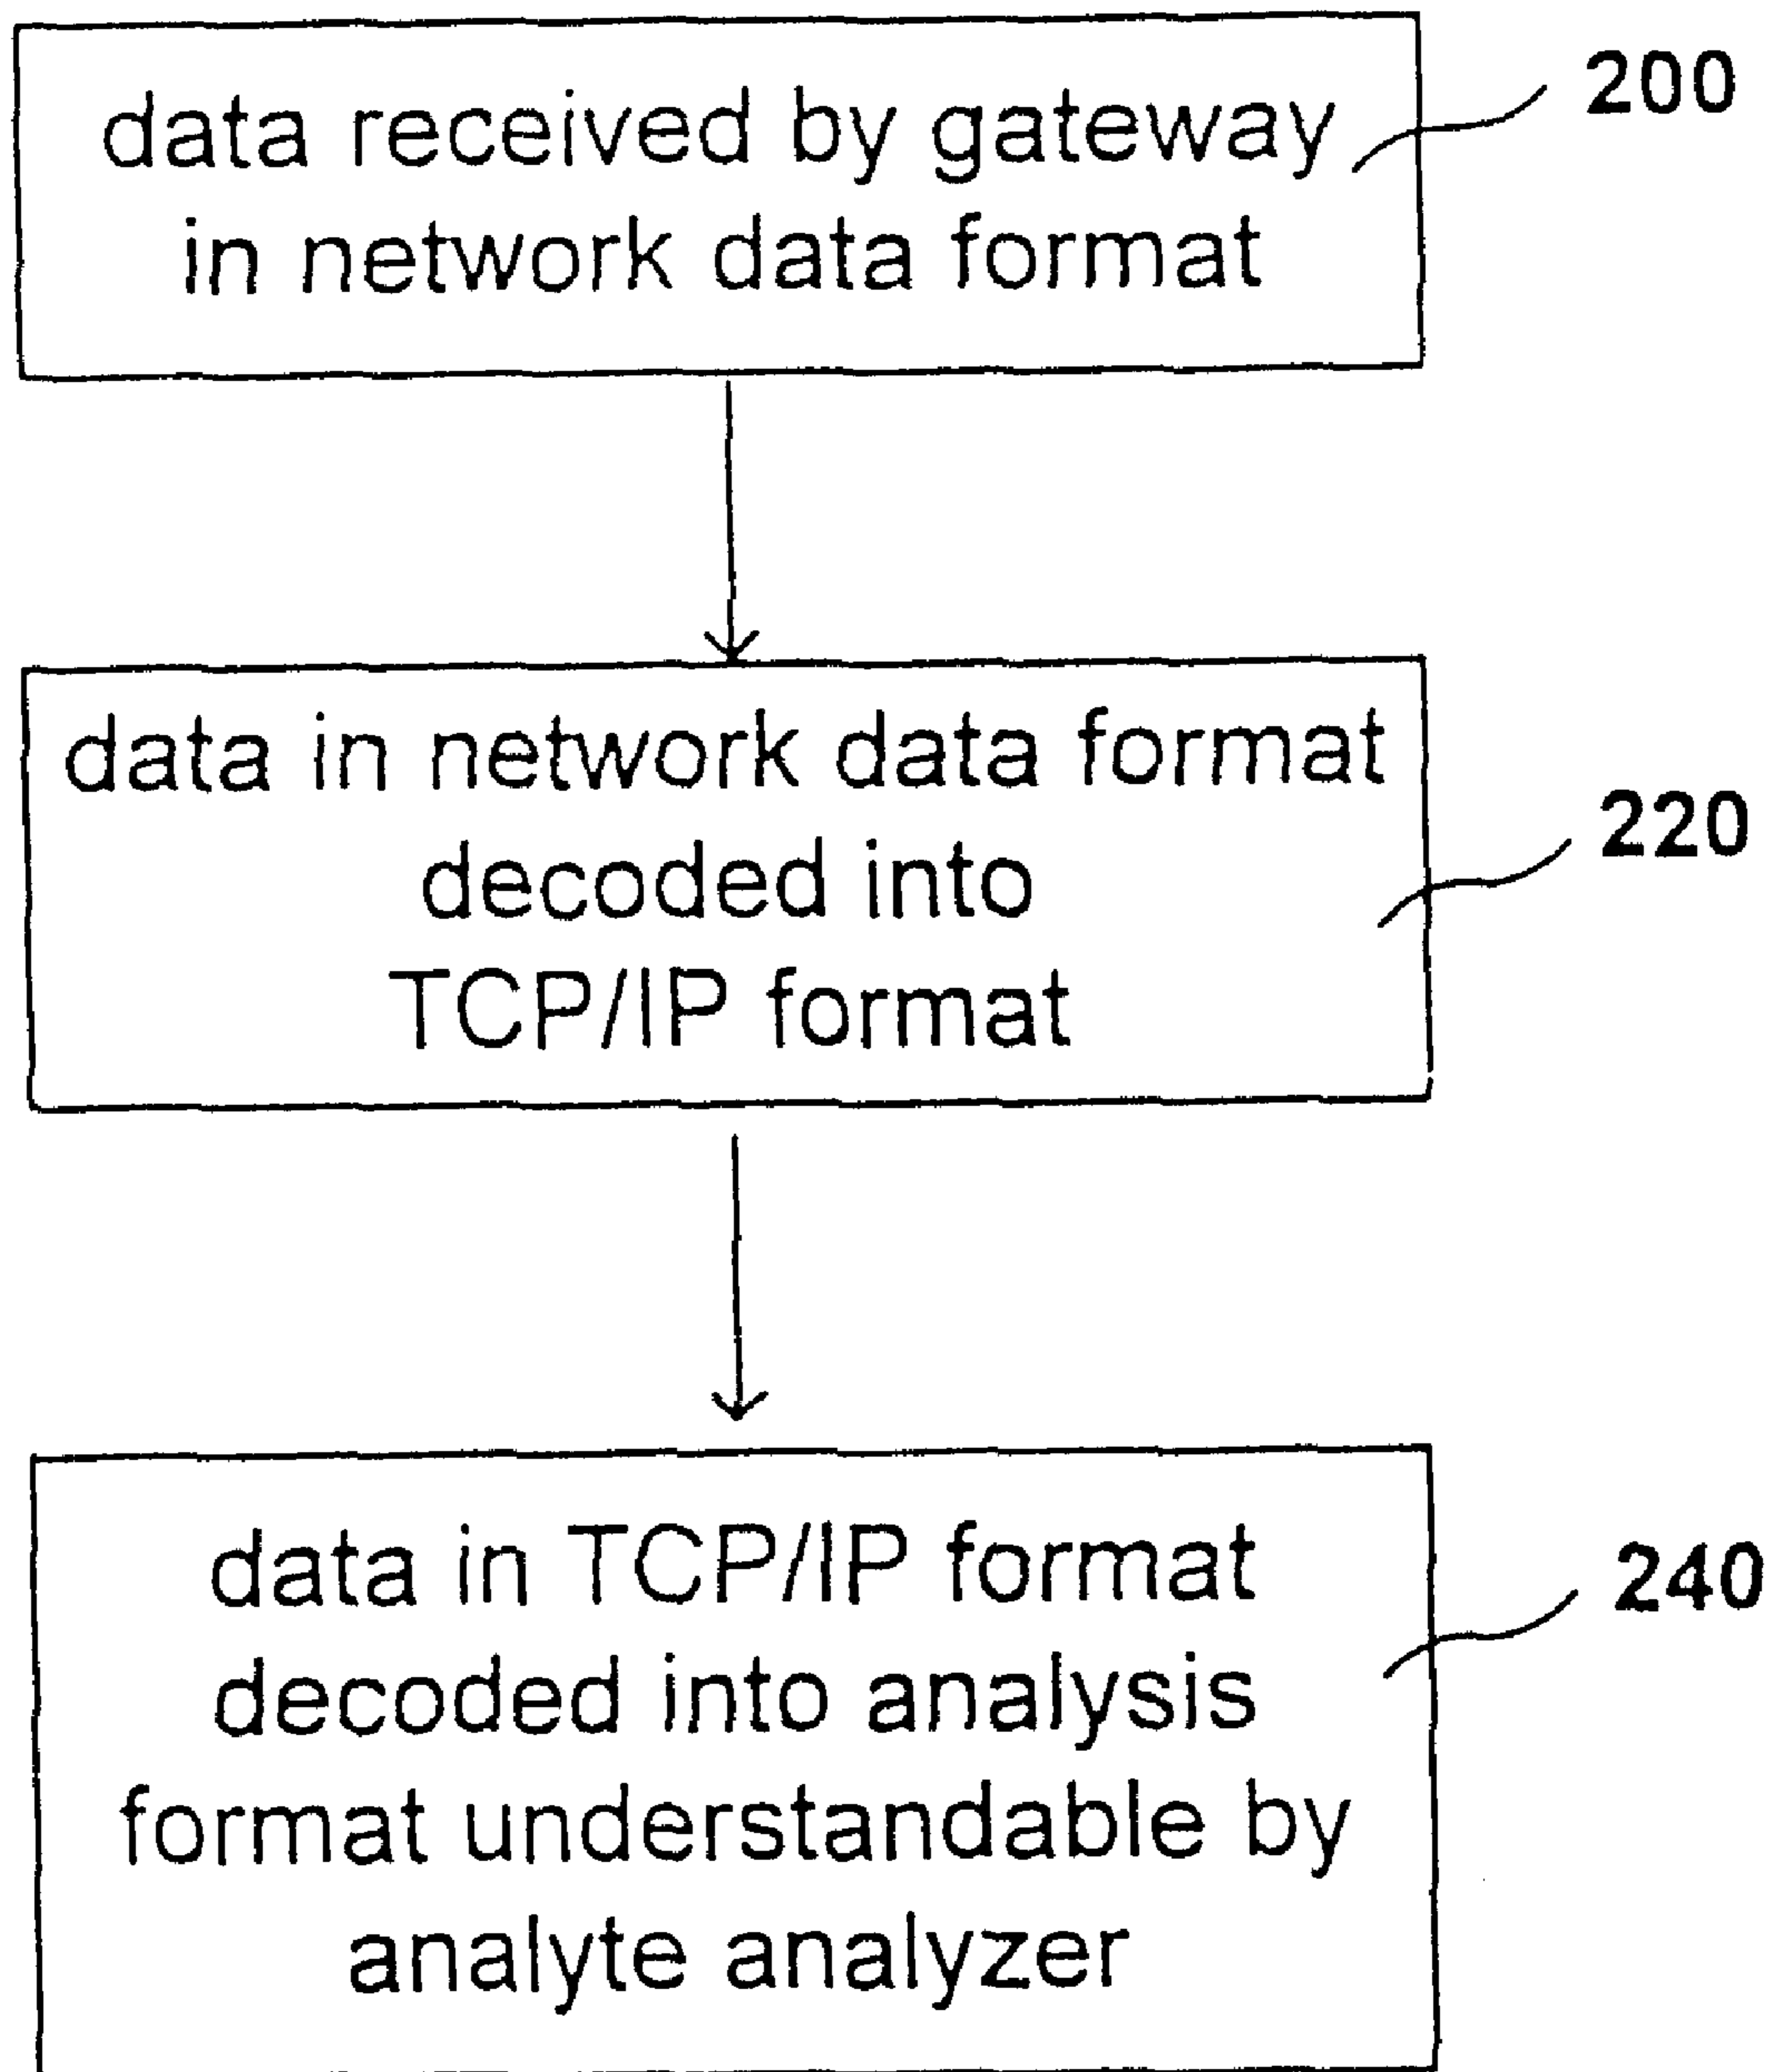 data received by gateway
in network data format
200
data in network data format
decoded into
TCP/IP format
220
data in TCP/IP format
decoded into analysis
format understandable by
analyte analyzer
240